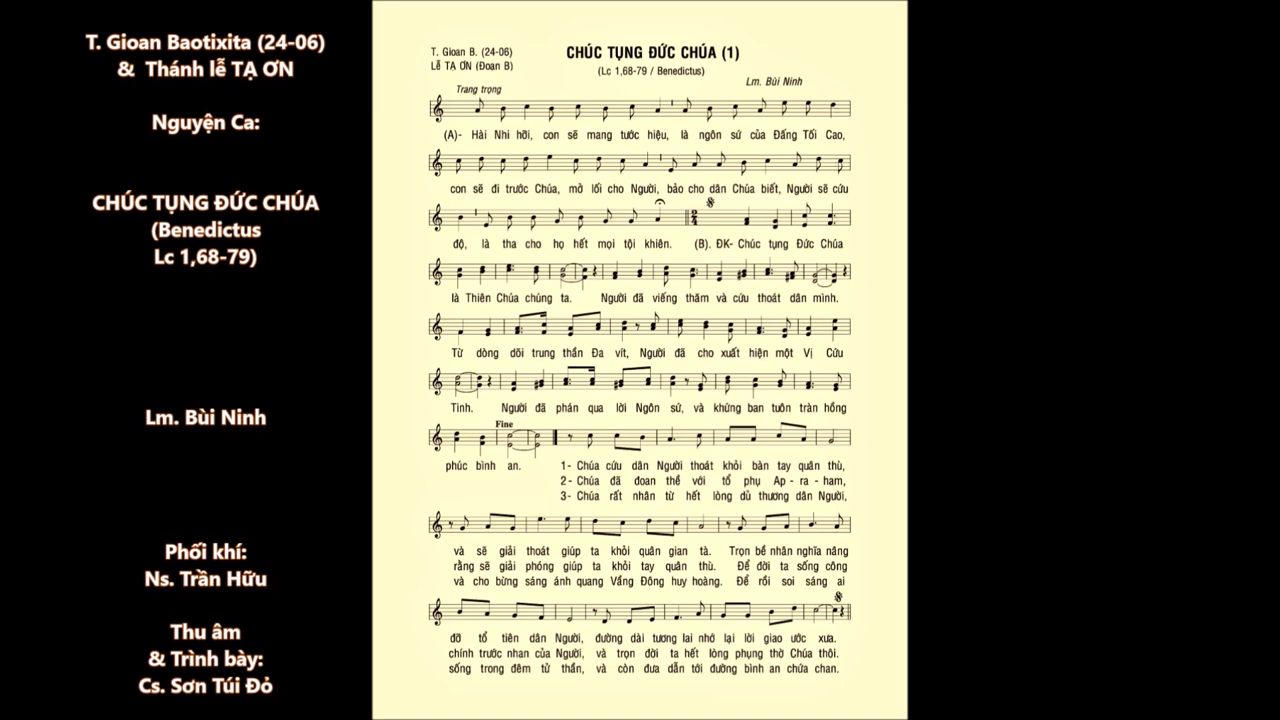 T. Gioan Baotixita (24-06)
& Thánh lễ TẠ ƠN
Nguyện Ca:
CHÚC TỤNG ĐỨC CHÚA
(Benedictus
Lc 1,68-79)
Lm. Bùi Ninh
Phối khí:
Ns. Trần Hữu
Thu âm
& Trình bày:
Cs. Sơn Túi Đỏ
T. Gioan B. (24-06)
LỄ TẠ ƠN (Đoạn B)
CHÚC TỤNG ĐỨC CHÚA (1)
(Lc 1,68-79 / Benedictus)
Lm. Bùi Ninh
Trang trọng
(A)- Hài Nhi hỡi, con sẽ mang tước hiệu, là ngôn sứ của Đấng Tối Cao,
con sẽ đi trước Chúa, mở lối cho Người, bảo cho dân Chúa biết, Người sẽ cứu
2
4
độ, là tha cho họ hết mọi tội khiên. (B). ĐK- Chúc tụng Đức Chúa
là Thiên Chúa chúng ta. Người đã viếng thăm và cứu thoát dân mình.
Từ dòng dõi trung thần Đa vít, Người đã cho xuất hiện một Vị Cứu
Tinh. Người đã phán qua lời Ngôn sứ, và khứng ban tuôn tràn hồng
Fine
phúc bình an. 1- Chúa cứu dân Người thoát khỏi bàn tay quân thù,
2- Chúa đã đoan thề với tổ phụ Ap - ra - ham,
3- Chúa rất nhân từ hết lòng dủ thương dân Người,
và sẽ giải thoát giúp ta khỏi quân gian tà. Trọn bề nhân nghĩa nâng
rằng sẽ giải phóng giúp ta khỏi tay quân thù. Để đời ta sống công
và cho bừng sáng ánh quang Vầng Đông huy hoàng. Để rồi soi sáng ai
đỡ tổ tiên dân Người, đường dài tương lai nhớ lại lời giao ước xưa.
chính trước nhan của Người, và trọn đời ta hết lòng phụng thờ Chúa thôi.
sống trong đêm tử thần, và còn đưa dẫn tới đường bình an chứa chan.